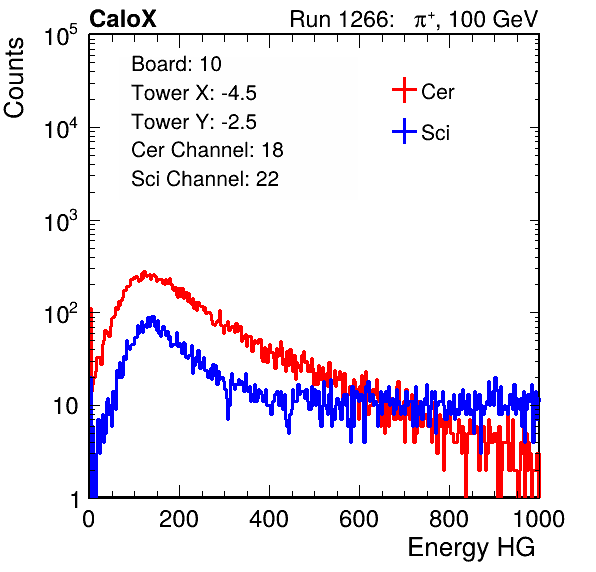 CaloX Run 1266: π⁺, 100 GeV
Counts
10⁵
10⁴
10³
10²
10
1
Board: 10
Tower X: -4.5
Tower Y: -2.5
Cer Channel: 18
Sci Channel: 22
Cer
Sci
0 200 400 600 800 1000
Energy HG